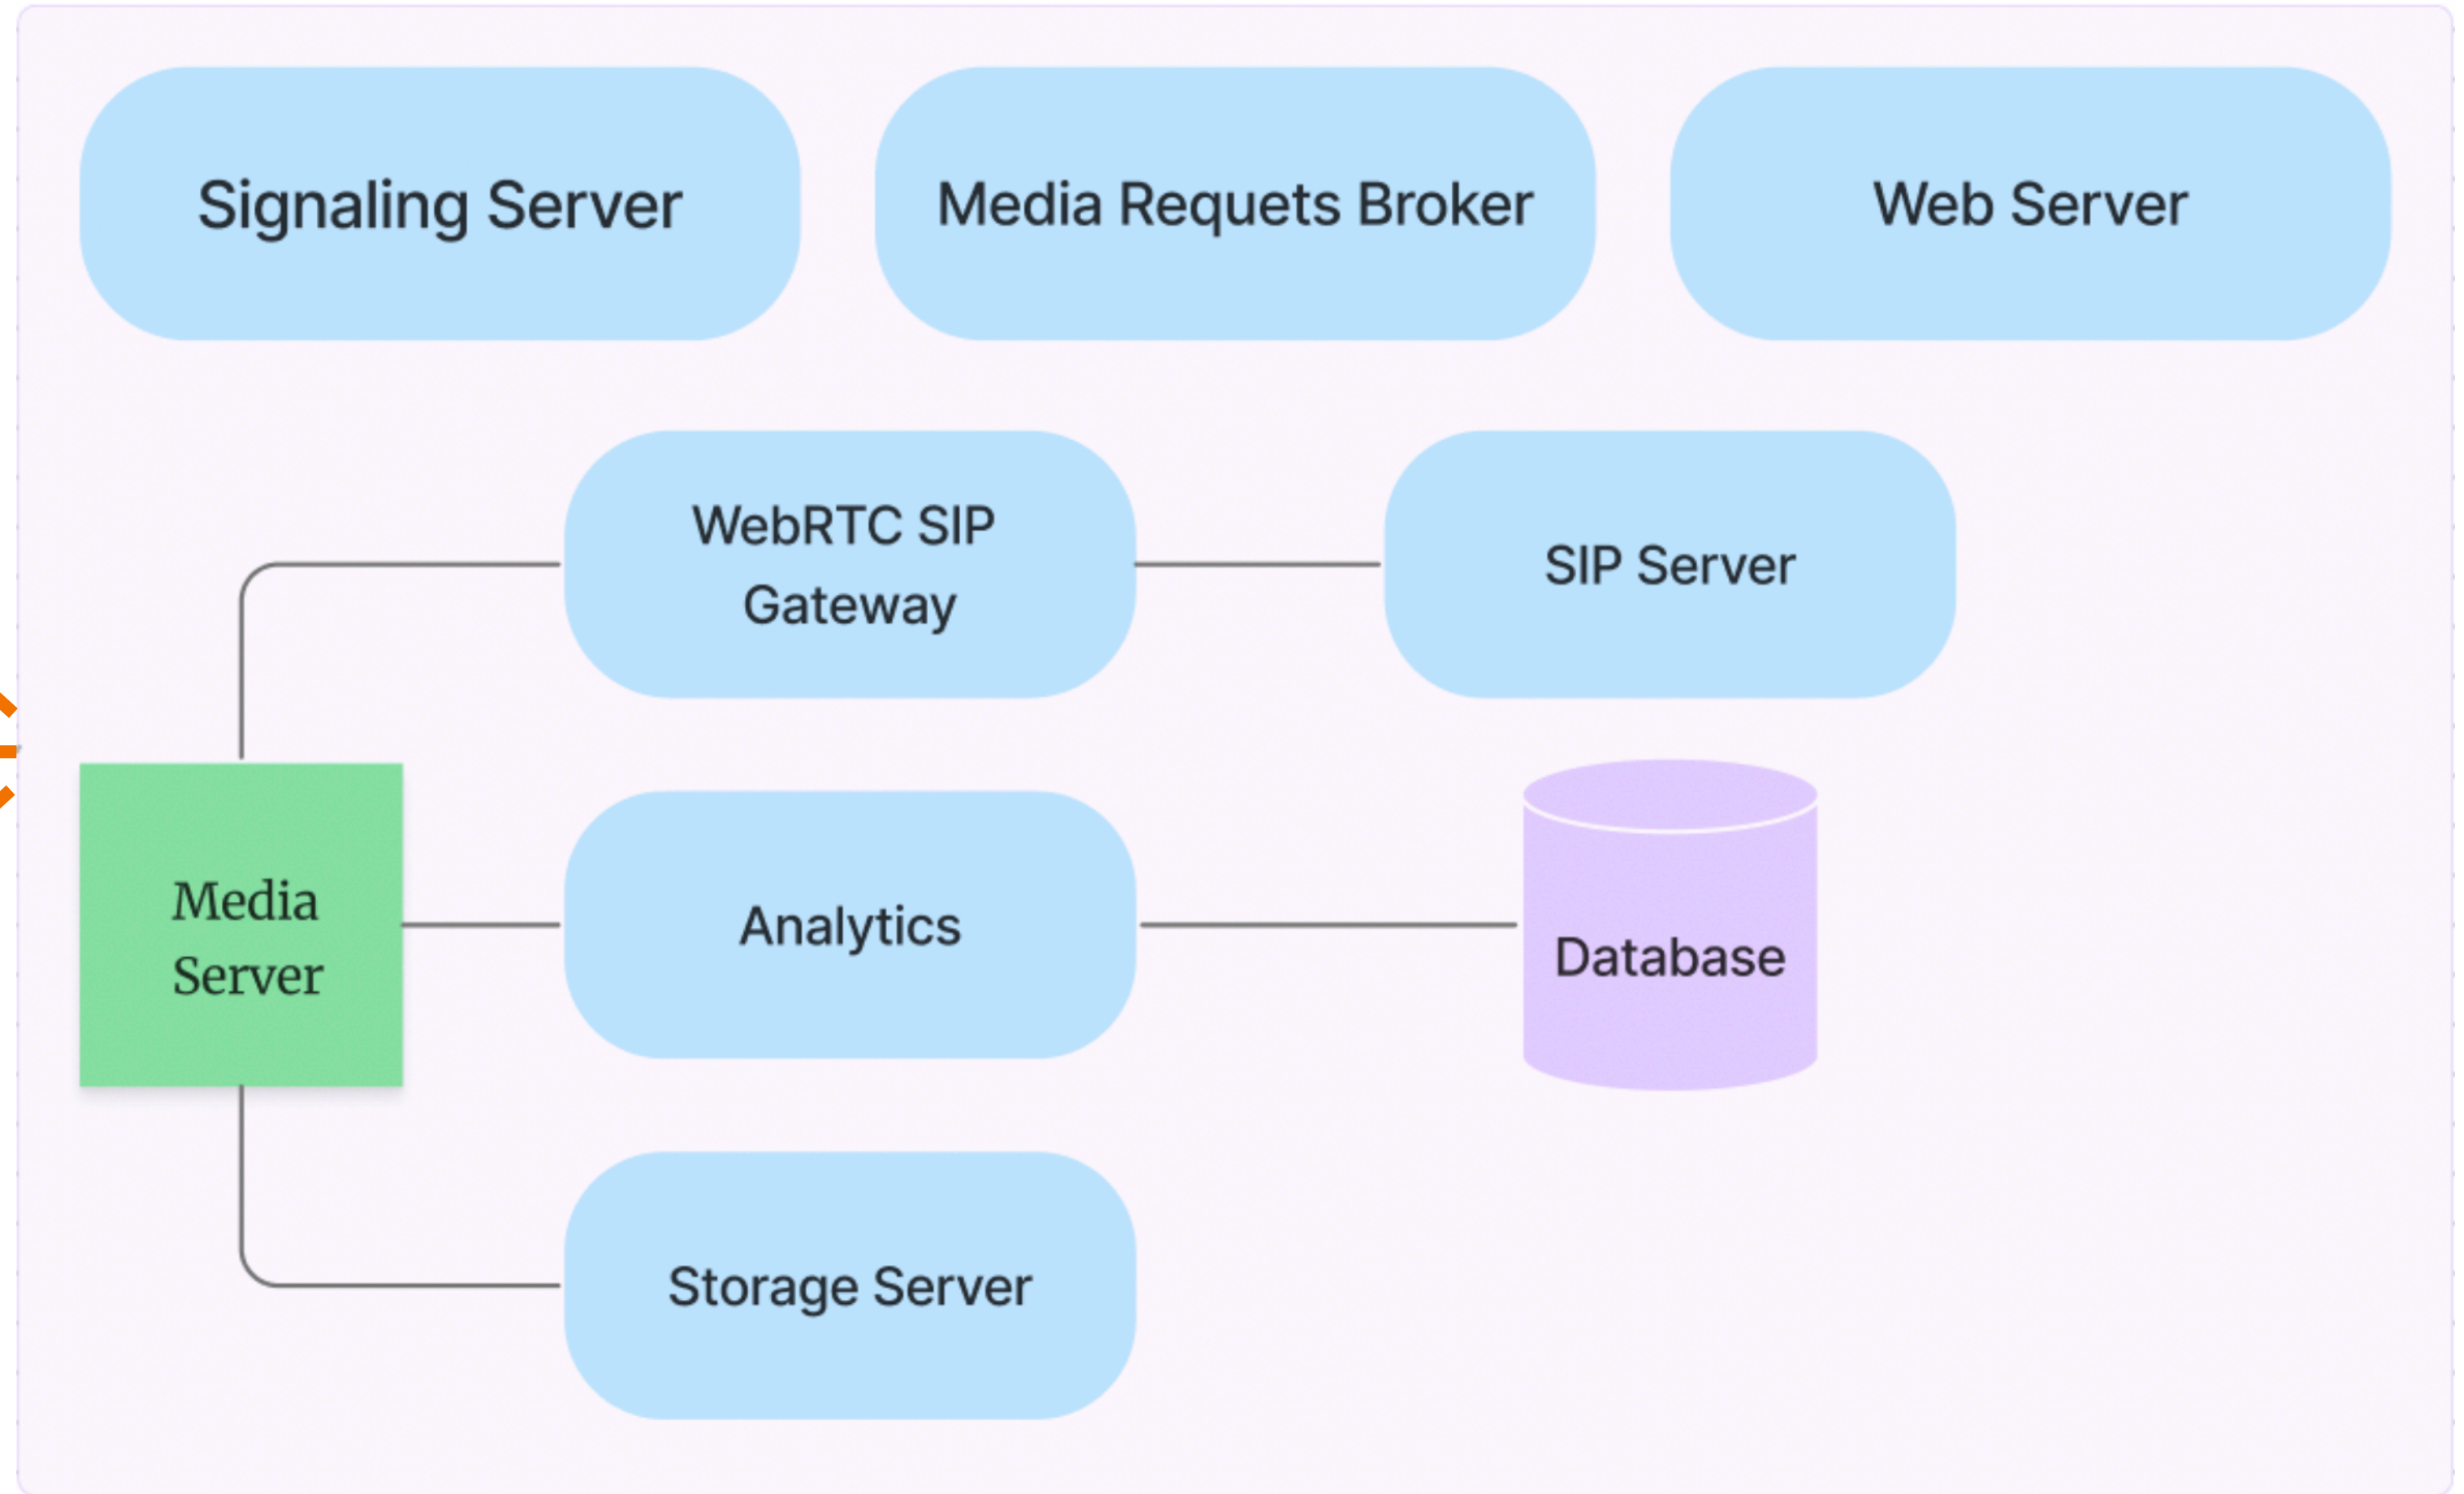 Signaling Server
Media Requets Broker
Web Server
WebRTC SIP
Gateway
SIP Server
Media
Server
Analytics
Database
Storage Server